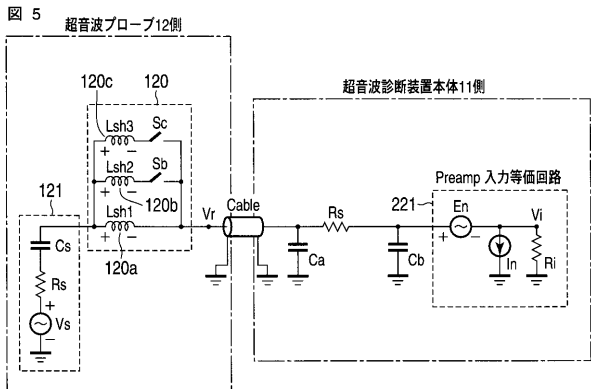 図 5
超音波プローブ12側
超音波診断装置本体11側
120c
120
Lsh3
Sc
+ −
Lsh2
Sb
+ −
120b
Lsh1
+ −
120a
121
Cs
Rs
+
Vs
−
Vr
Cable
Ca
Rs
Cb
Preamp 入力等価回路
221
En
+ −
Vi
In
Ri